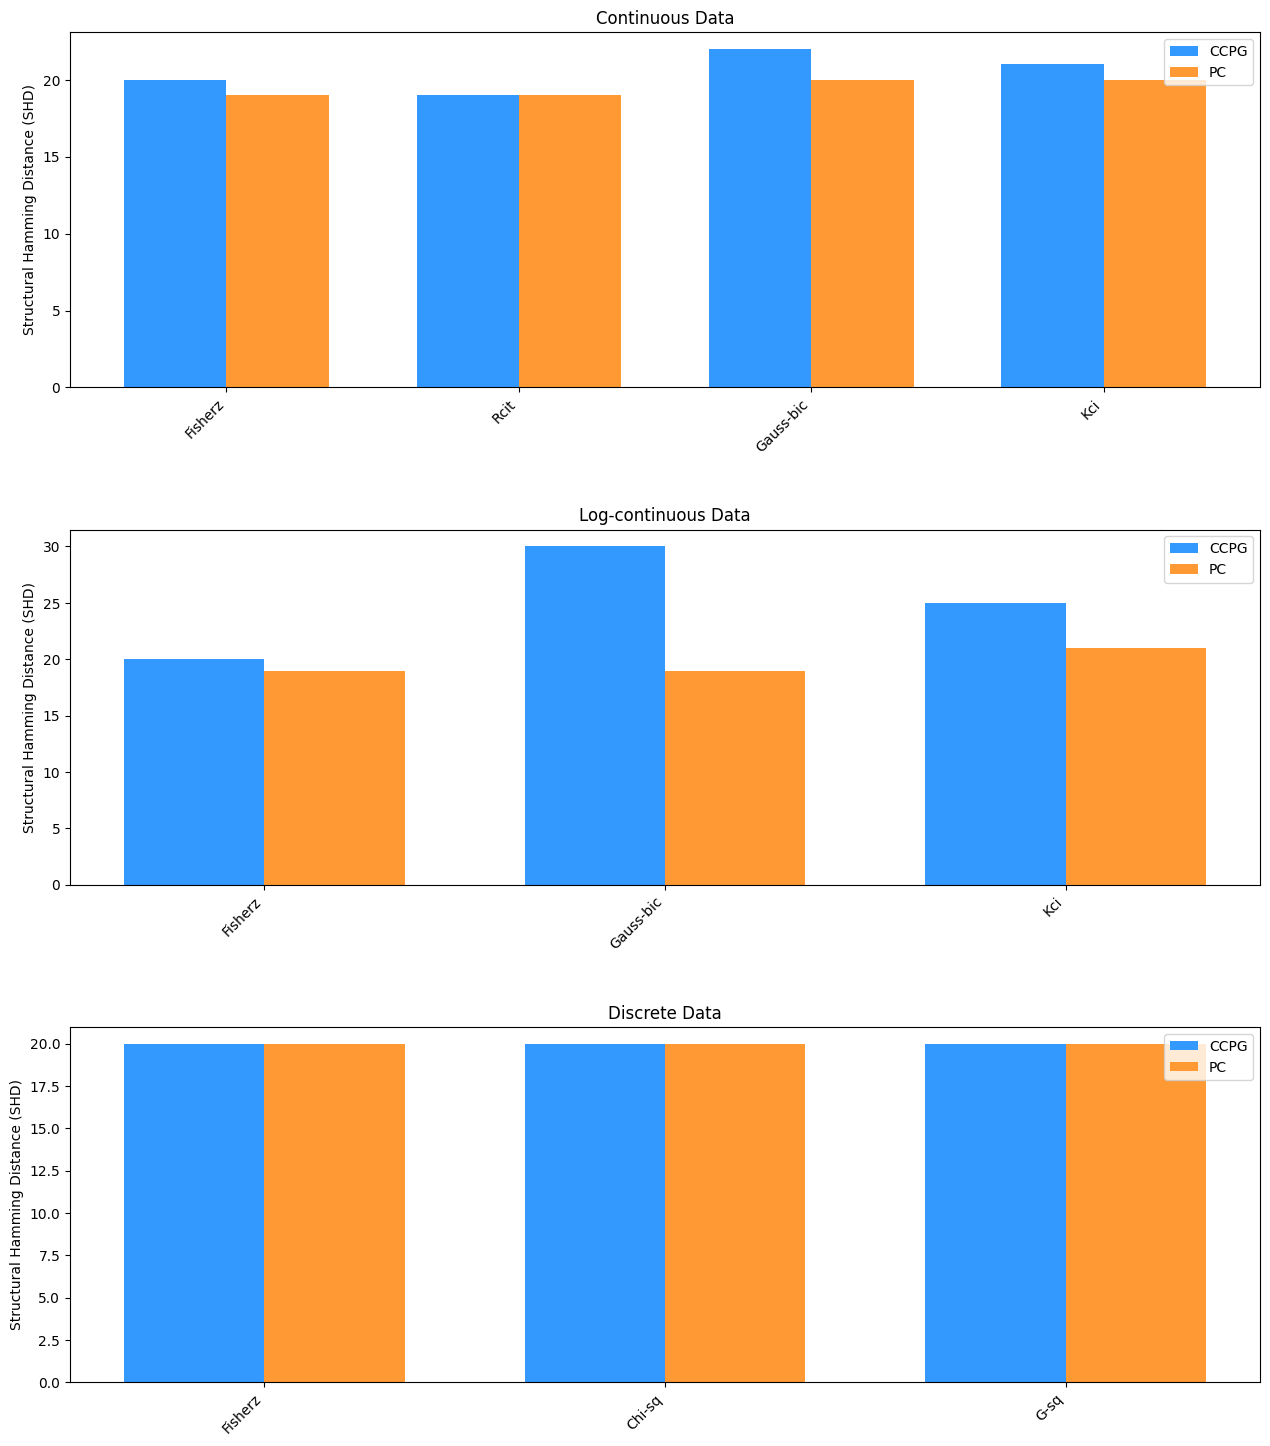 Continuous Data
Structural Hamming Distance (SHD)
20
15
10
5
0
CCPG
PC
Fisherz
Rcit
Gauss-bic
Kci
Log-continuous Data
Structural Hamming Distance (SHD)
30
25
20
15
10
5
0
CCPG
PC
Fisherz
Gauss-bic
Kci
Discrete Data
Structural Hamming Distance (SHD)
20.0
17.5
15.0
12.5
10.0
7.5
5.0
2.5
0.0
CCPG
PC
Fisherz
Chi-sq
G-sq